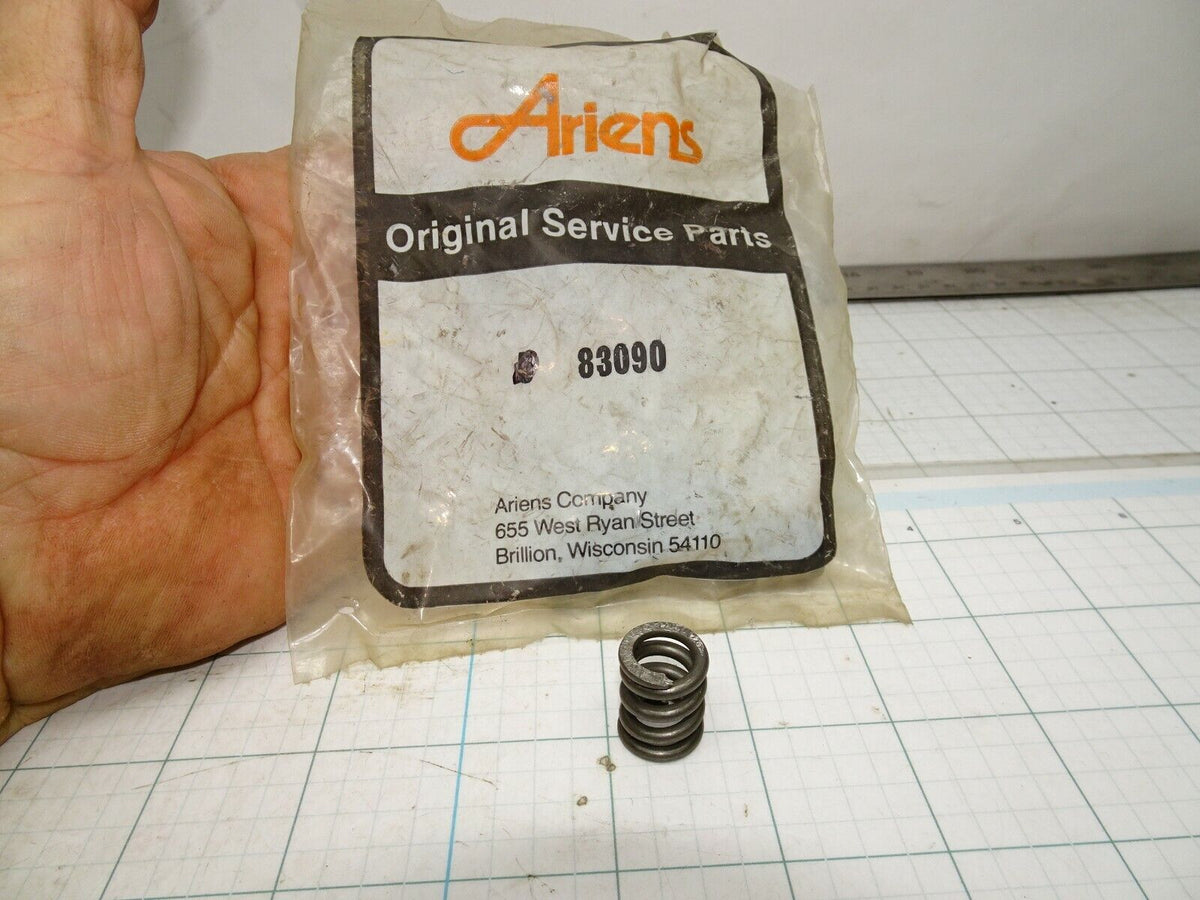 Ariens
Original Service Parts
83090
Ariens Company
655 West Ryan Street
Brillion, Wisconsin 54110